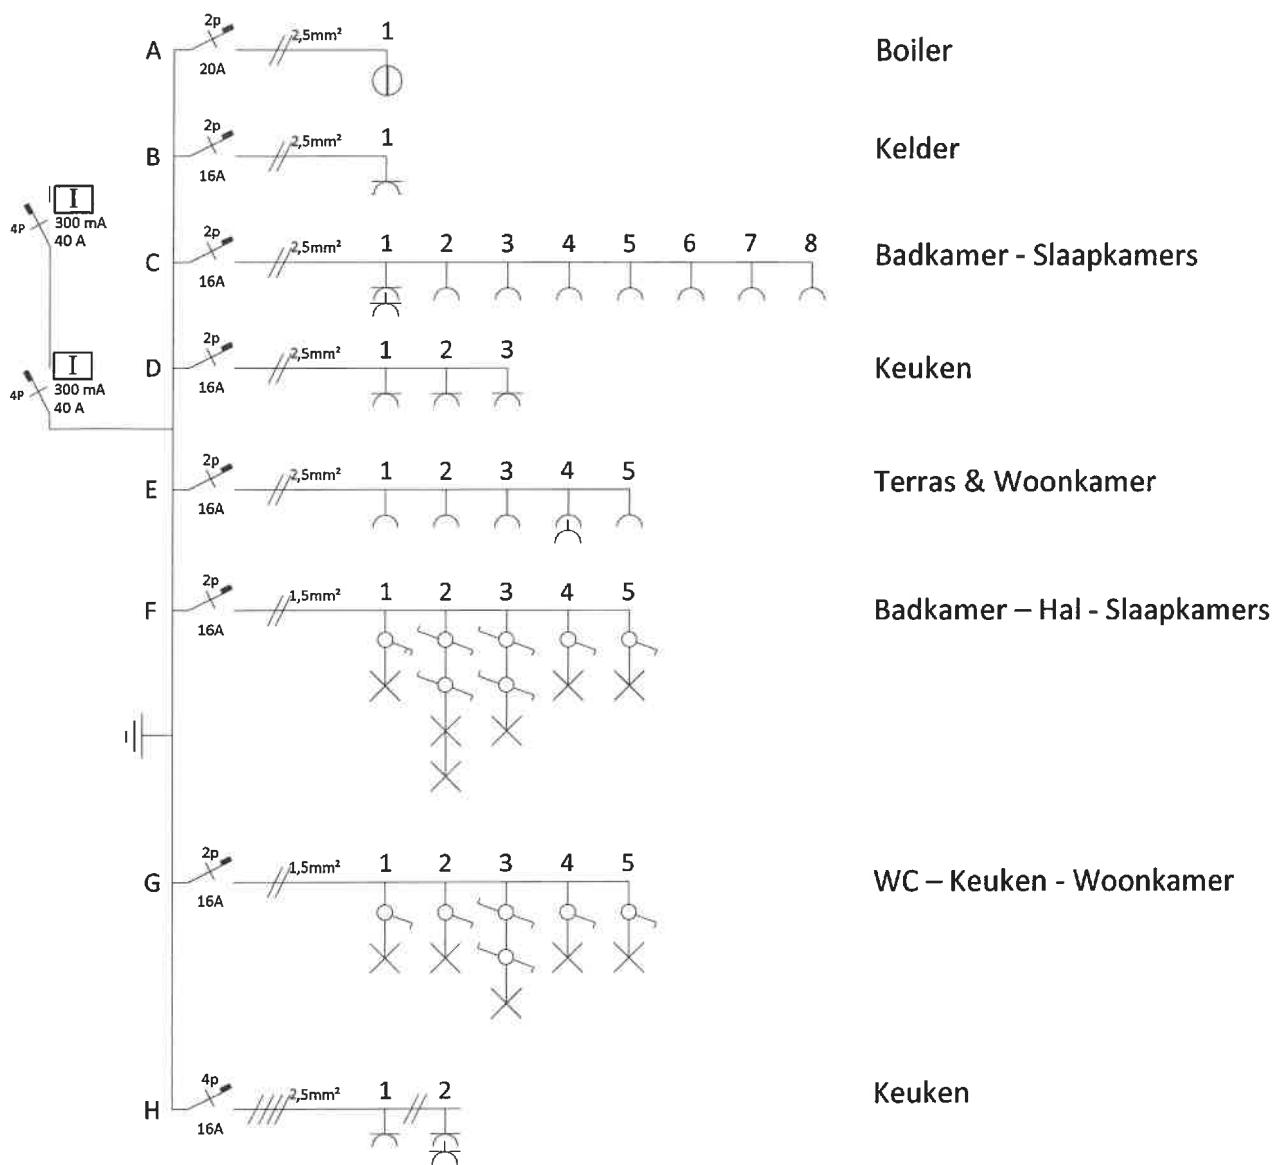 2p
A
2,5mm²
1
Boiler
20A
2p
B
2,5mm²
1
Kelder
16A
I
4P
300 mA
40 A
2p
C
2,5mm²
1 2 3 4 5 6 7 8
Badkamer - Slaapkamers
16A
2p
D
2,5mm²
1 2 3
Keuken
16A
I
4P
300 mA
40 A
2p
E
2,5mm²
1 2 3 4 5
Terras & Woonkamer
16A
2p
F
1,5mm²
1 2 3 4 5
Badkamer – Hal - Slaapkamers
16A
2p
G
1,5mm²
1 2 3 4 5
WC – Keuken - Woonkamer
16A
4p
H
2,5mm²
1 2
Keuken
16A